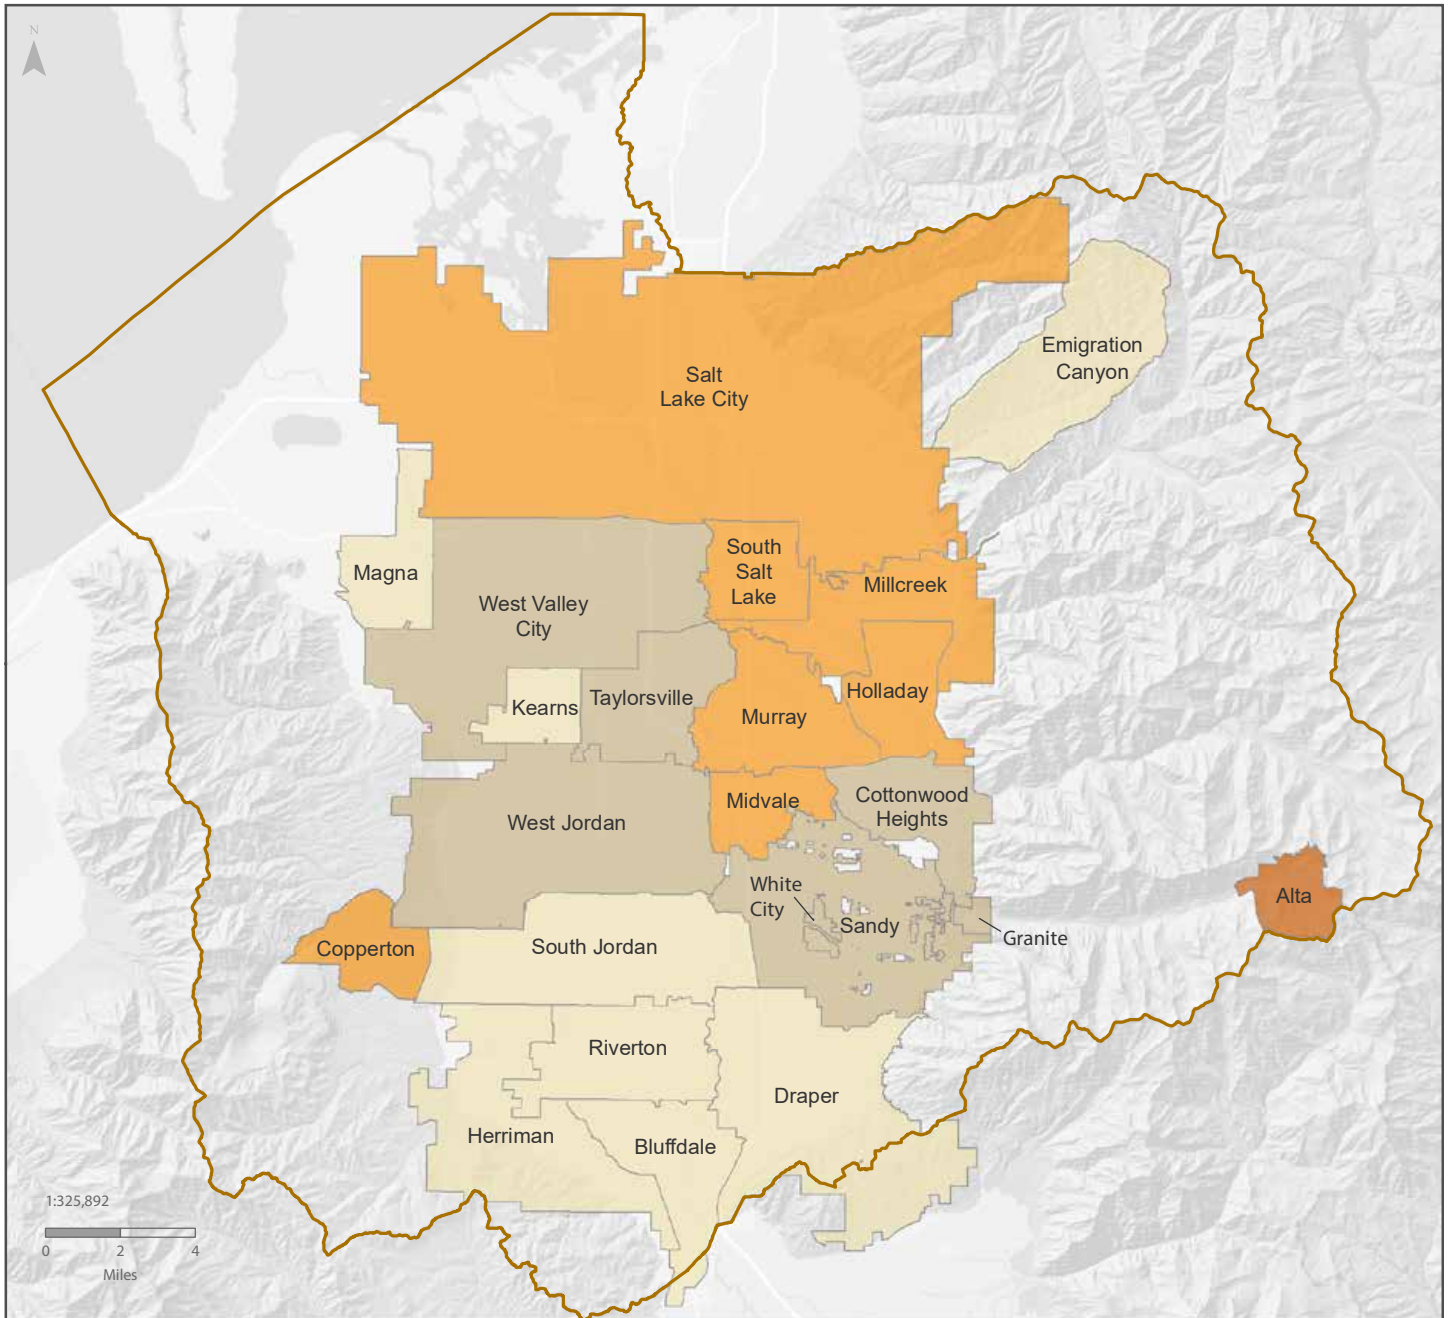 N
Emigration
Canyon
Salt
Lake City
South
Salt
Lake
Magna
Millcreek
West Valley
City
Kearns
Taylorsville
Holladay
Murray
Midvale
Cottonwood
Heights
West Jordan
White
City
Alta
Sandy
Granite
Copperton
South Jordan
Riverton
Draper
Herriman
Bluffdale
1:325,892
0 2 4
Miles